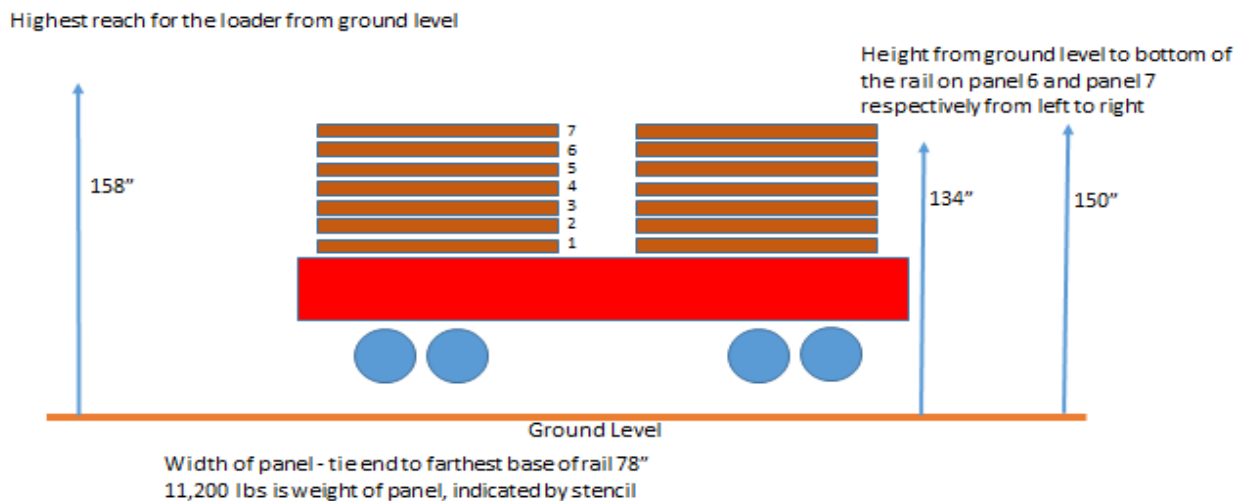 Highest reach for the loader from ground level
Height from ground level to bottom of
the rail on panel 6 and panel 7
respectively from left to right
7
6
5
4
3
2
1
158”
134”
150”
Ground Level
Width of panel - tie end to farthest base of rail 78”
11,200 lbs is weight of panel, indicated by stencil